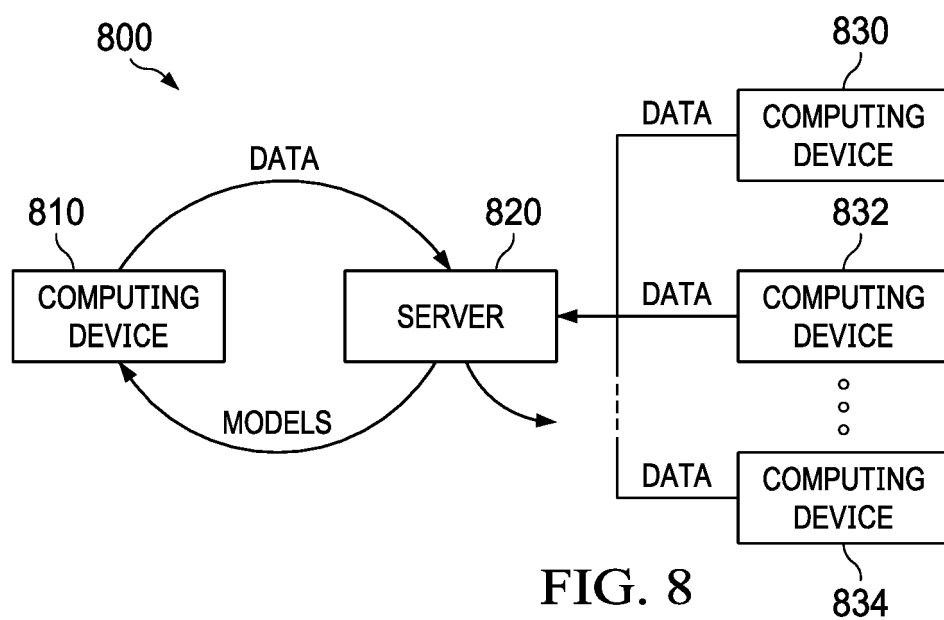 800
830
DATA
COMPUTING
DEVICE
DATA
810
820
832
COMPUTING
DEVICE
SERVER
DATA
COMPUTING
DEVICE
MODELS
DATA
COMPUTING
DEVICE
FIG. 8
834